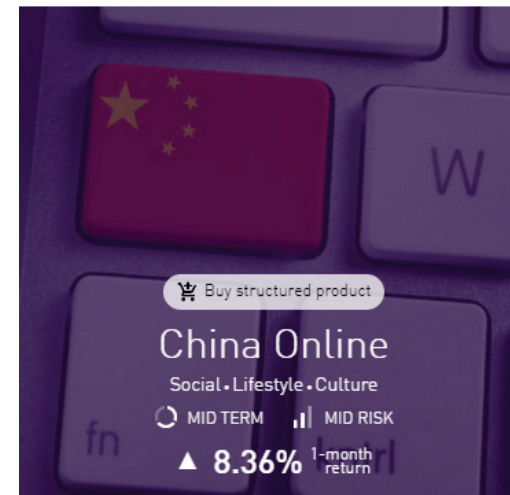 W
Buy structured product
China Online
Social • Lifestyle • Culture
MID TERM MID RISK
fn
▲ 8.36% 1-month return